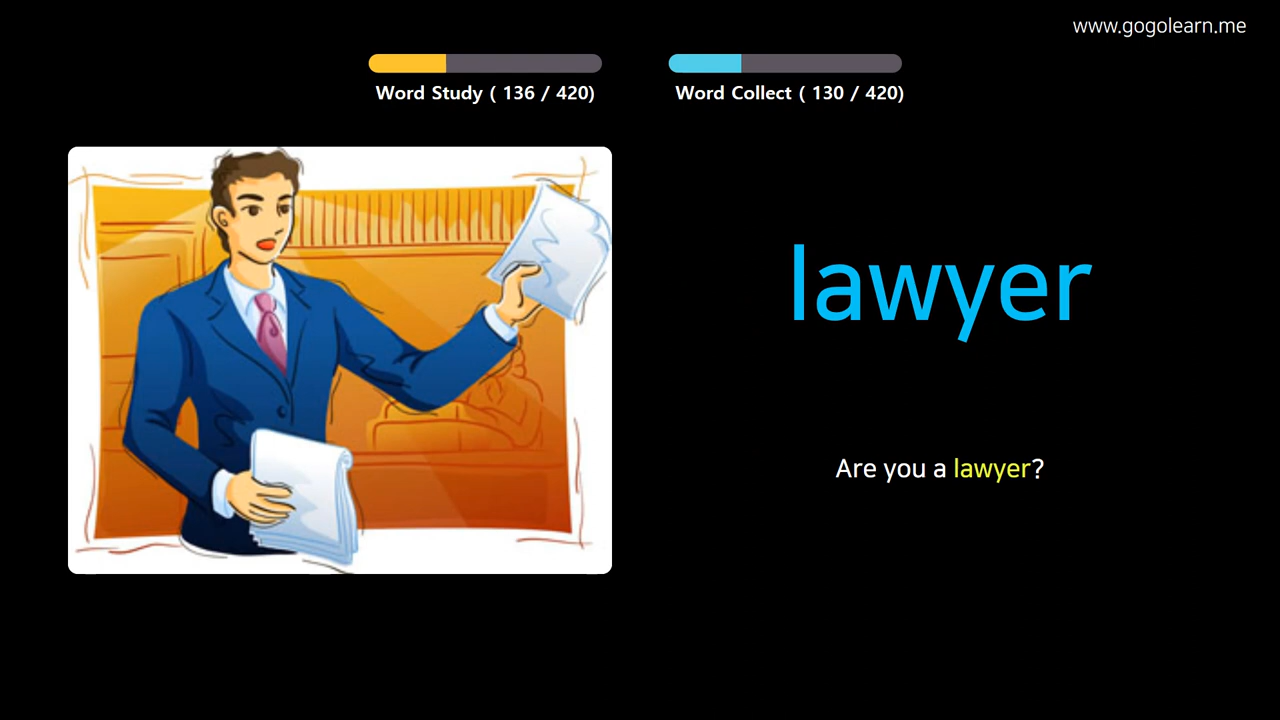 www.gogolearn.me
Word Study ( 136 / 420)
Word Collect ( 130 / 420)
lawyer
Are you a lawyer?